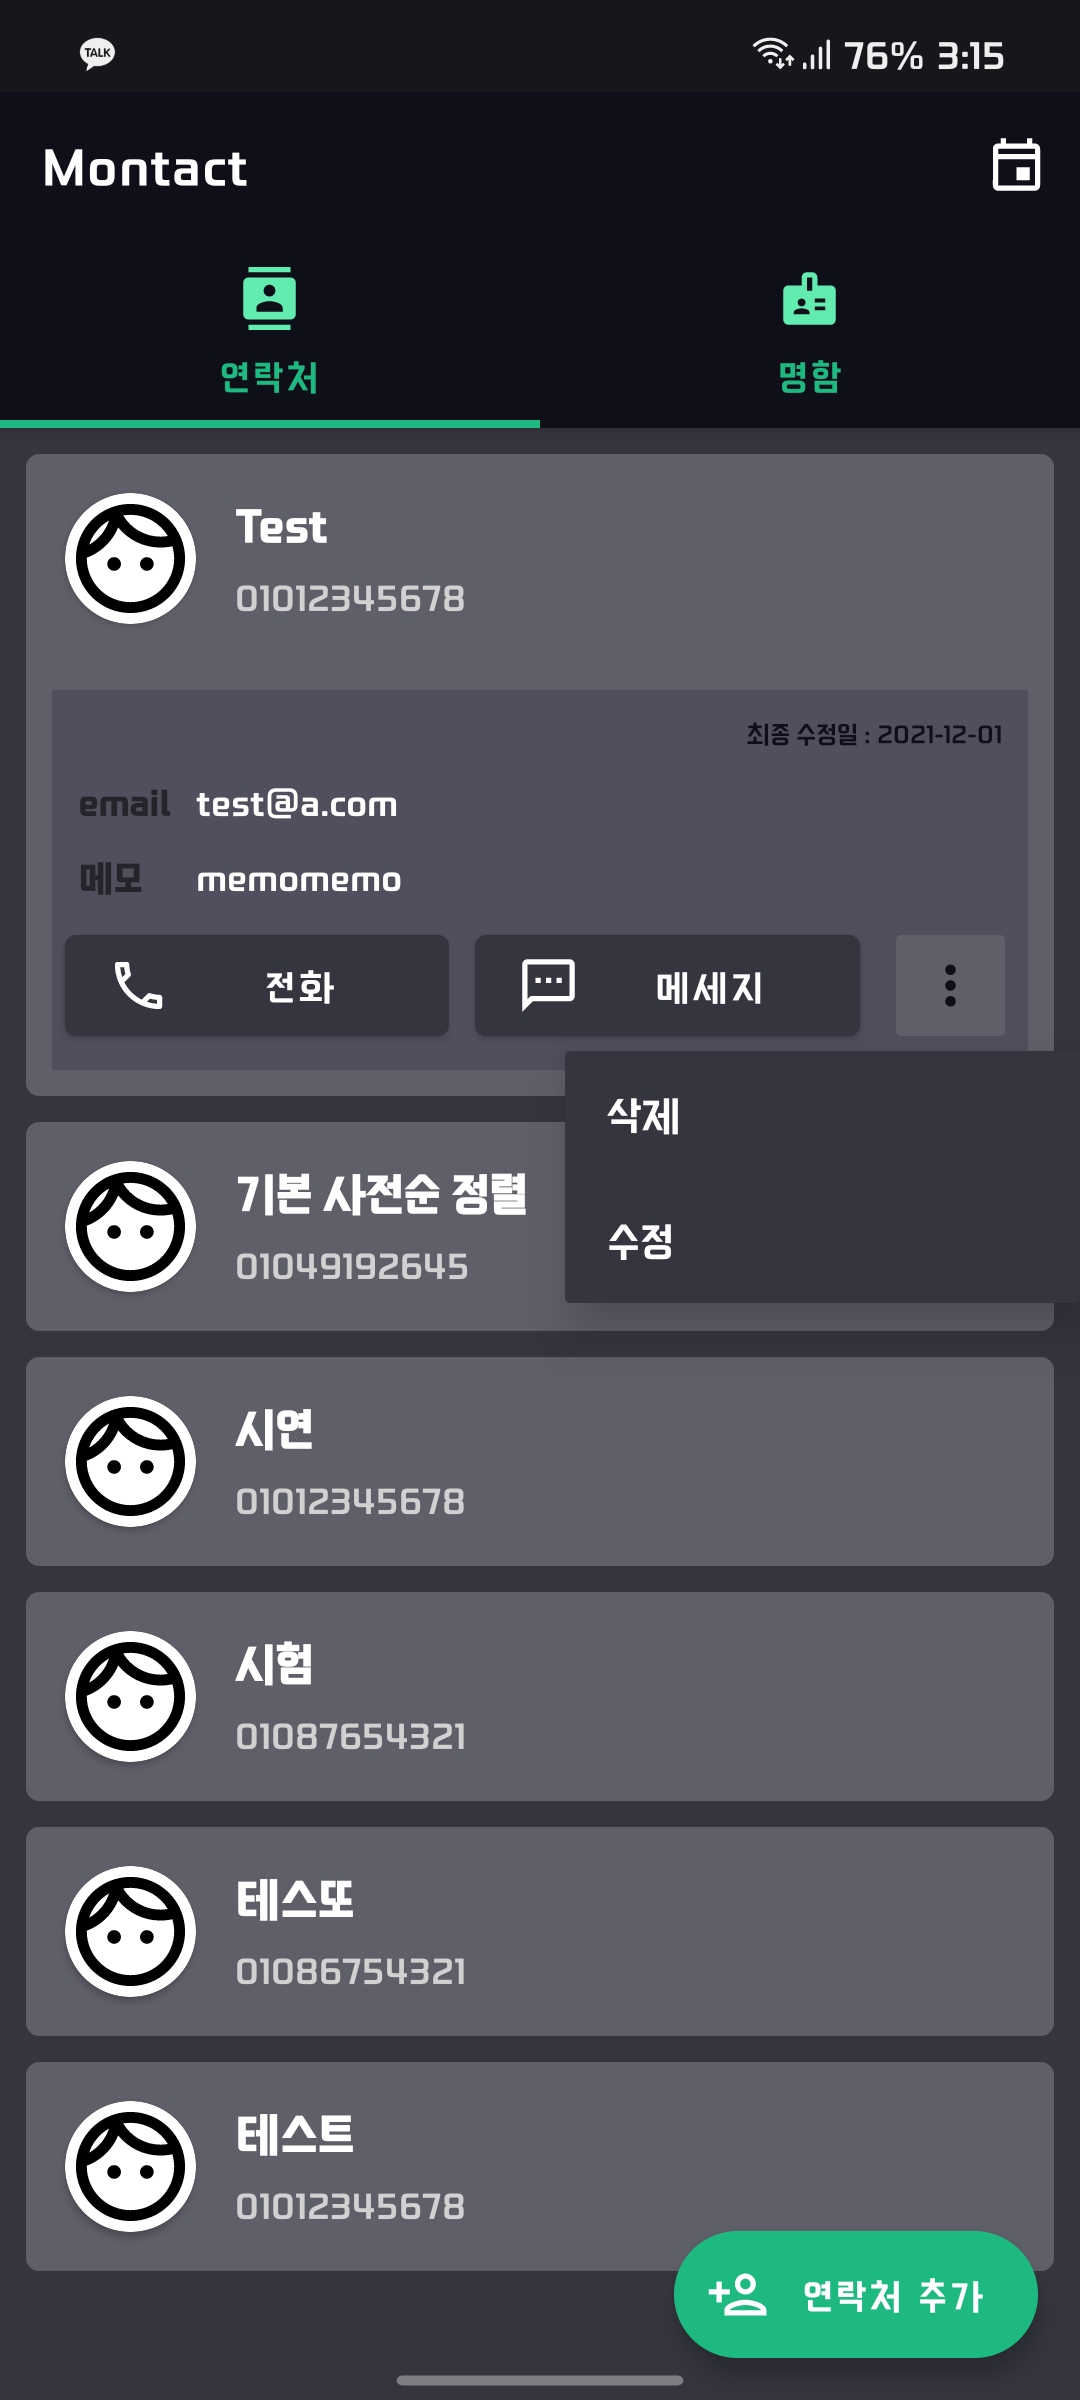 TALK
76% 3:15
Montact
연락처
명함
Test
01012345678
최종 수정일 : 2021-12-01
email test@a.com
메모 memomemo
전화
메세지
삭제
수정
기본 사전순 정렬
01049192645
시연
01012345678
시험
01087654321
테스또
01086754321
테스트
01012345678
연락처 추가